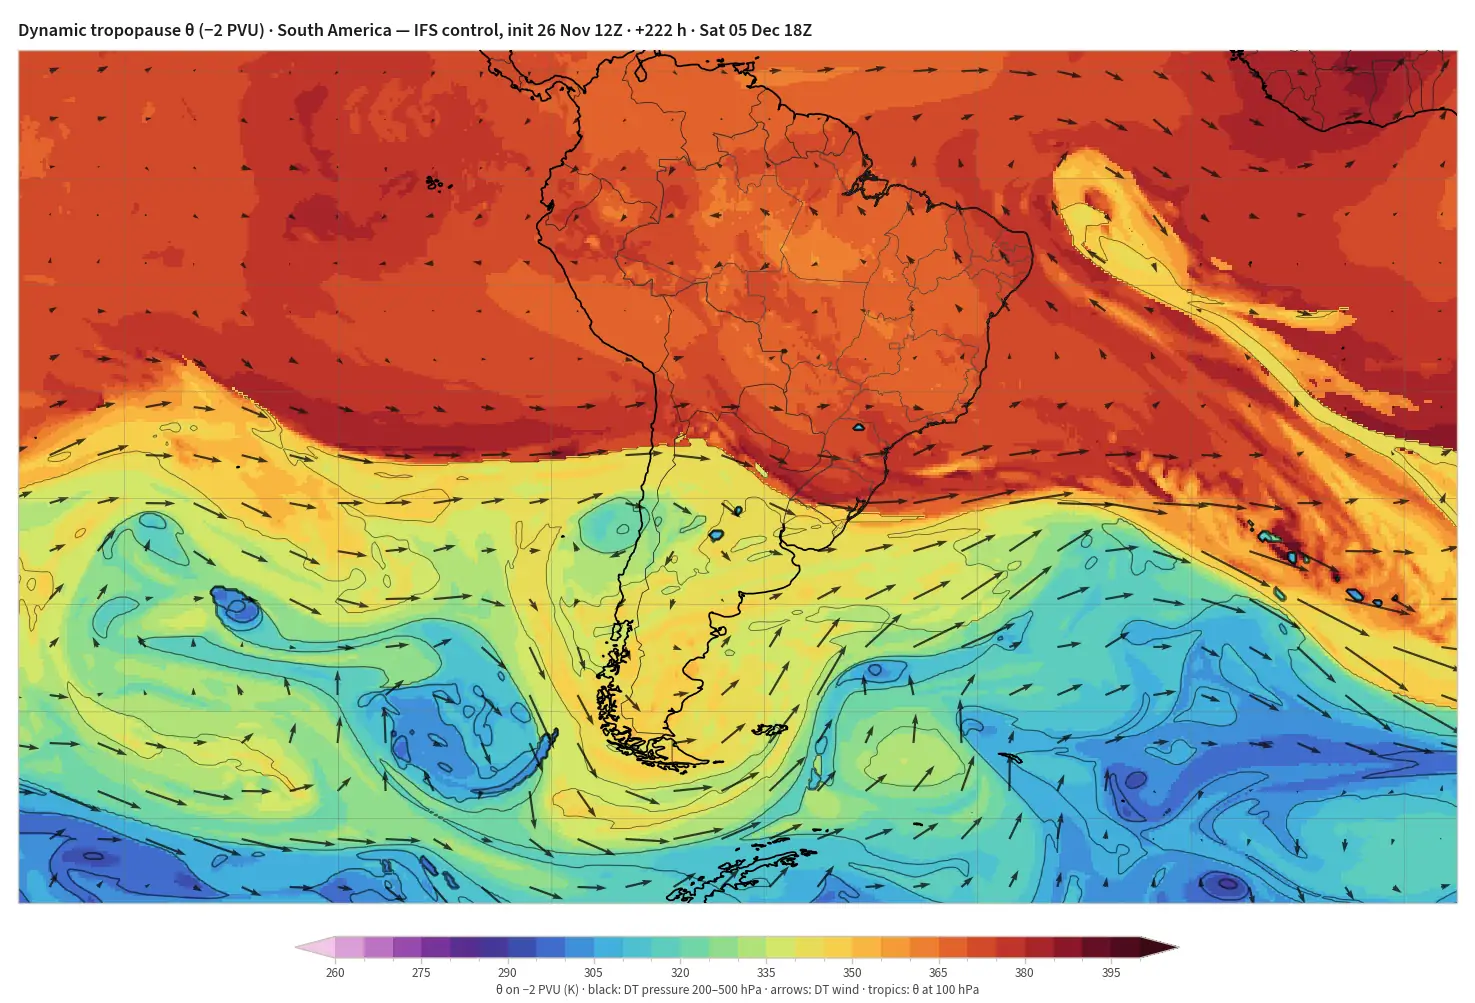 Dynamic tropopause θ (−2 PVU) · South America — IFS control, init 26 Nov 12Z · +222 h · Sat 05 Dec 18Z
260 275 290 305 320 335 350 365 380 395
θ on −2 PVU (K) · black: DT pressure 200–500 hPa · arrows: DT wind · tropics: θ at 100 hPa